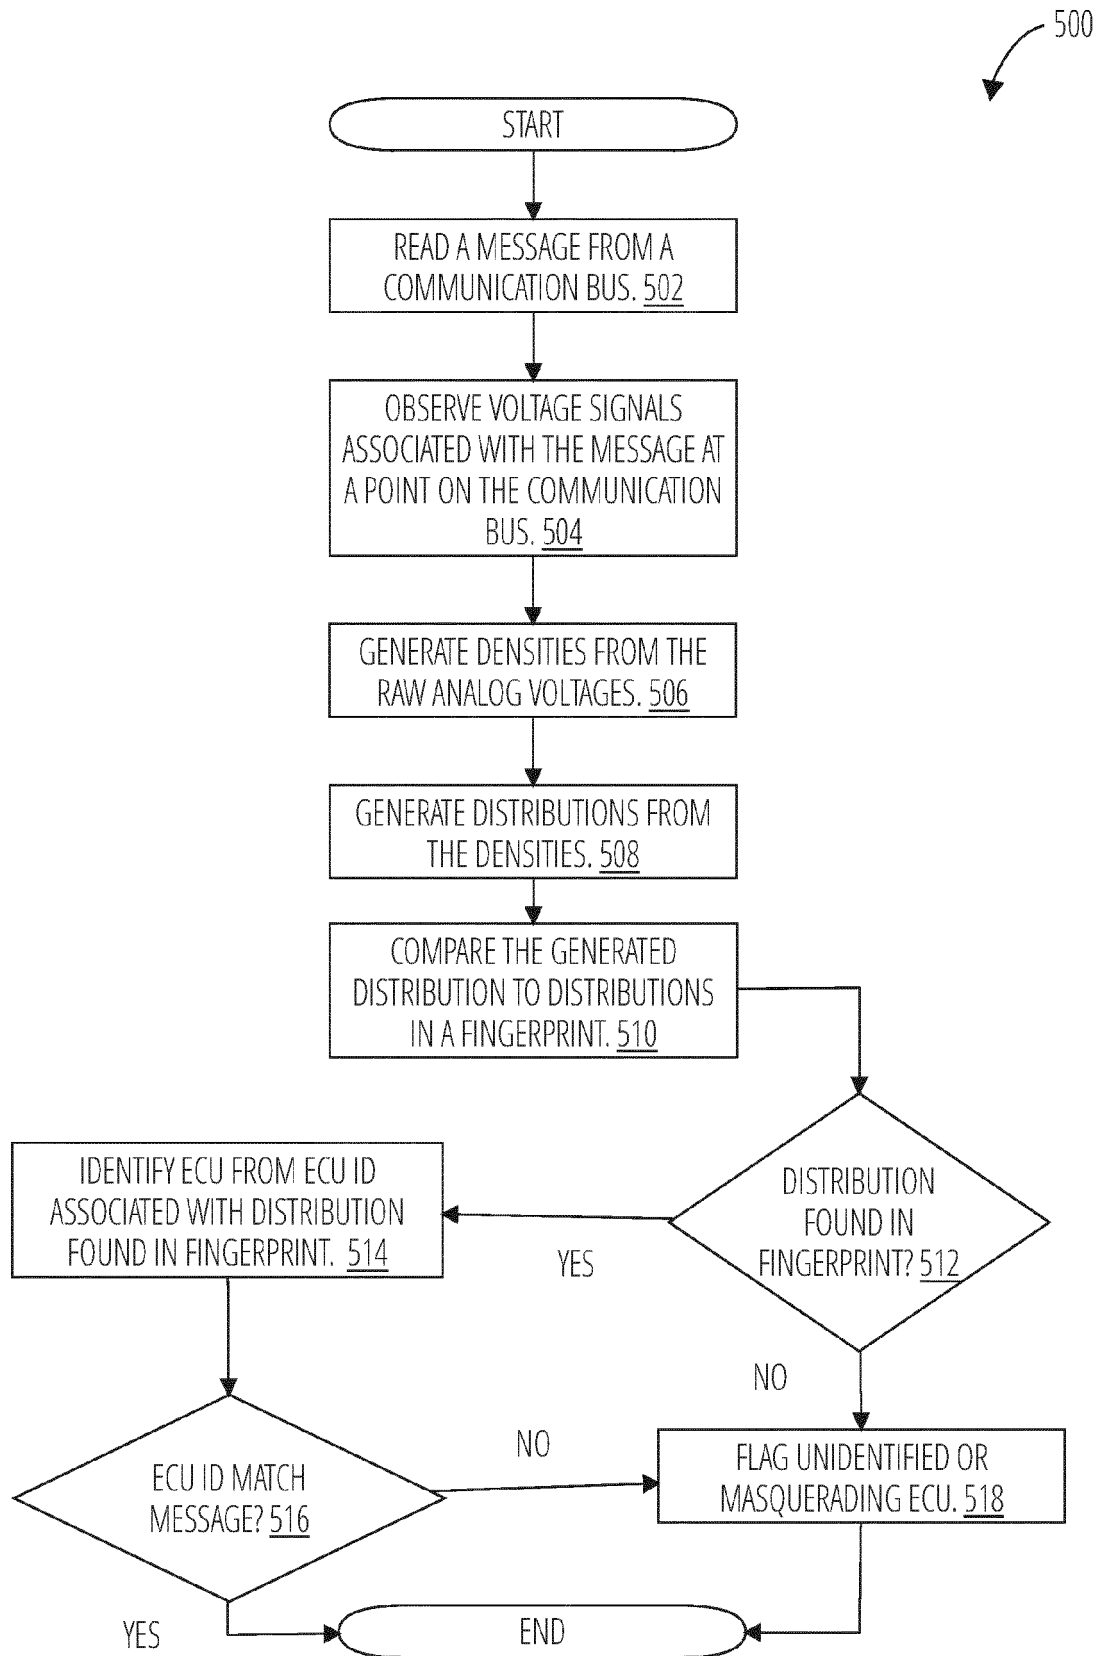 500
START
READ A MESSAGE FROM A
COMMUNICATION BUS. 502
OBSERVE VOLTAGE SIGNALS
ASSOCIATED WITH THE MESSAGE AT
A POINT ON THE COMMUNICATION
BUS. 504
GENERATE DENSITIES FROM THE
RAW ANALOG VOLTAGES. 506
GENERATE DISTRIBUTIONS FROM
THE DENSITIES. 508
COMPARE THE GENERATED
DISTRIBUTION TO DISTRIBUTIONS
IN A FINGERPRINT. 510
DISTRIBUTION
FOUND IN
FINGERPRINT? 512
YES
IDENTIFY ECU FROM ECU ID
ASSOCIATED WITH DISTRIBUTION
FOUND IN FINGERPRINT. 514
NO
ECU ID MATCH
MESSAGE? 516
NO
FLAG UNIDENTIFIED OR
MASQUERADING ECU. 518
YES
END